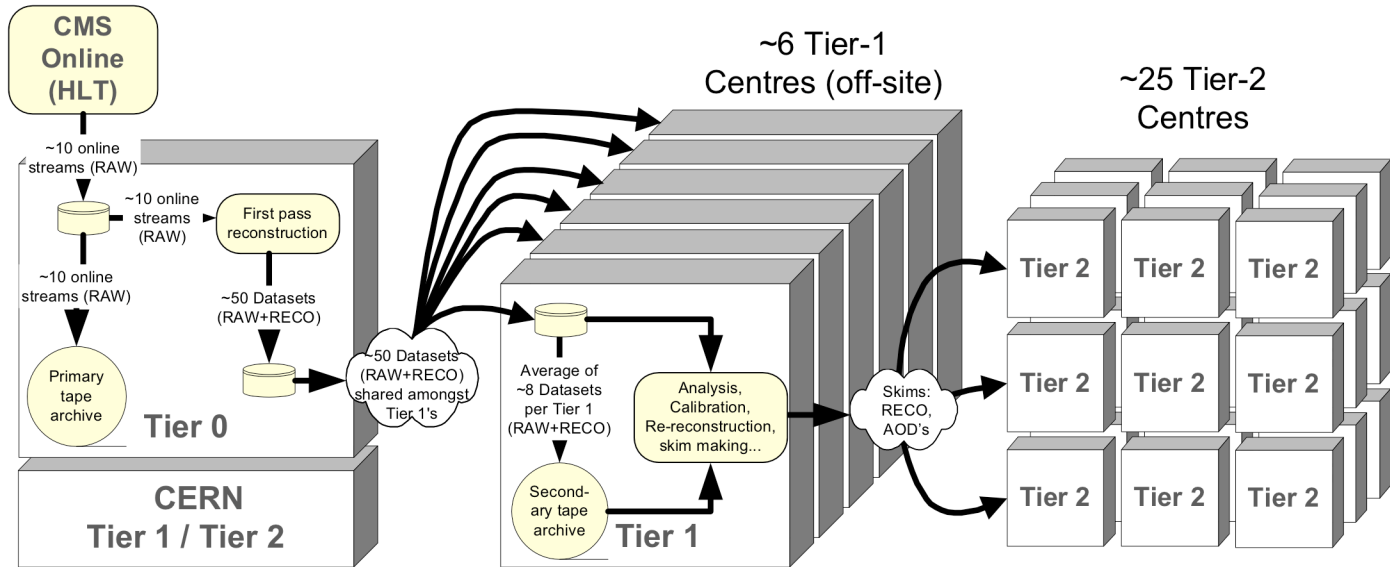 CMS
Online
(HLT)
~10 online
streams (RAW)
~10 online
streams
(RAW)
First pass
reconstruction
~10 online
streams (RAW)
~50 Datasets
(RAW+RECO)
Primary
tape
archive
Tier 0
CERN
Tier 1 / Tier 2
~50 Datasets
(RAW+RECO)
shared amongst
Tier 1's
~6 Tier-1
Centres (off-site)
Average of
~8 Datasets
per Tier 1
(RAW+RECO)
Analysis,
Calibration,
Re-reconstruction,
skim making...
Second-
ary tape
archive
Tier 1
Skims:
RECO,
AOD's
~25 Tier-2
Centres
Tier 2 Tier 2 Tier 2
Tier 2 Tier 2 Tier 2
Tier 2 Tier 2 Tier 2